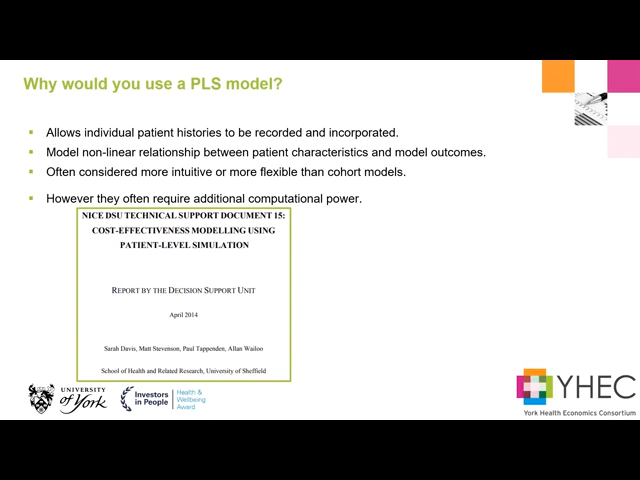 Why would you use a PLS model?
Allows individual patient histories to be recorded and incorporated.
Model non-linear relationship between patient characteristics and model outcomes.
Often considered more intuitive or more flexible than cohort models.
However they often require additional computational power.
NICE DSU TECHNICAL SUPPORT DOCUMENT 15:
COST-EFFECTIVENESS MODELLING USING
PATIENT-LEVEL SIMULATION
REPORT BY THE DECISION SUPPORT UNIT
April 2014
Sarah Davis, Matt Stevenson, Paul Tappenden, Allan Wailoo
School of Health and Related Research, University of Sheffield
UNIVERSITY
of York
Investors
in People
Health &
Wellbeing
Award
YHEC
York Health Economics Consortium